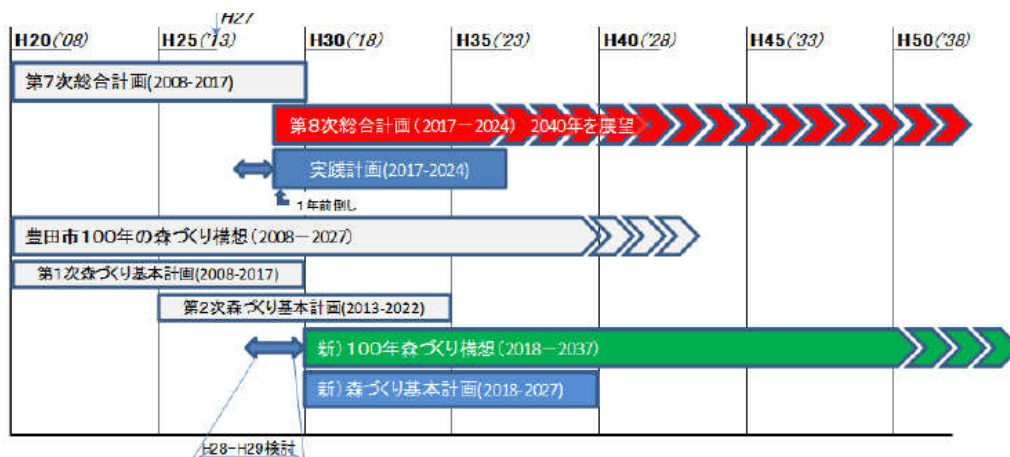 H27
H20('08) H25('13) H30('18) H35('23) H40('28) H45('33) H50('38)
第7次総合計画(2008-2017)
第8次総合計画(2017－2024) 2040年を展望
実践計画(2017-2024)
1年前倒し
豊田市100年の森づくり構想(2008－2027)
第1次森づくり基本計画(2008-2017)
第2次森づくり基本計画(2013-2022)
新)100年森づくり構想(2018－2037)
新)森づくり基本計画(2018-2027)
H28-H29検討